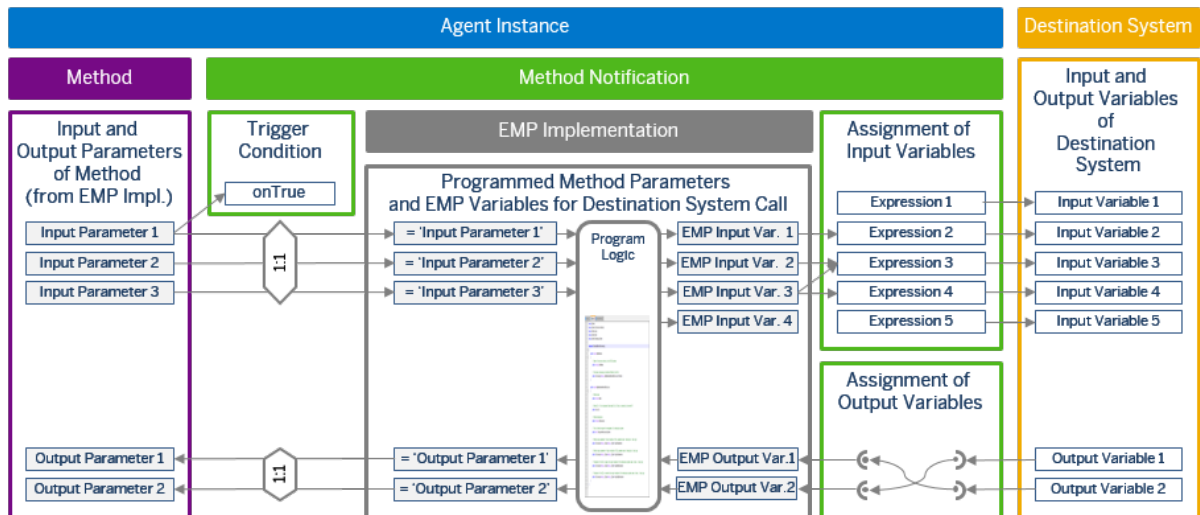 Agent Instance
Destination System
Method
Method Notification
Input and
Output Variables
of
Destination
System
Input and
Output Parameters
of Method
(from EMP Impl.)
Trigger
Condition
onTrue
EMP Implementation
Programmed Method Parameters
and EMP Variables for Destination System Call
Assignment of
Input Variables
Input Parameter 1
Input Parameter 2
Input Parameter 3
1:1
= 'Input Parameter 1'
= 'Input Parameter 2'
= 'Input Parameter 3'
Program
Logic
EMP Input Var. 1
EMP Input Var. 2
EMP Input Var. 3
EMP Input Var. 4
Expression 1
Expression 2
Expression 3
Expression 4
Expression 5
Input Variable 1
Input Variable 2
Input Variable 3
Input Variable 4
Input Variable 5
Assignment of
Output Variables
Output Parameter 1
Output Parameter 2
1:1
= 'Output Parameter 1'
= 'Output Parameter 2'
EMP Output Var.1
EMP Output Var.2
Output Variable 1
Output Variable 2